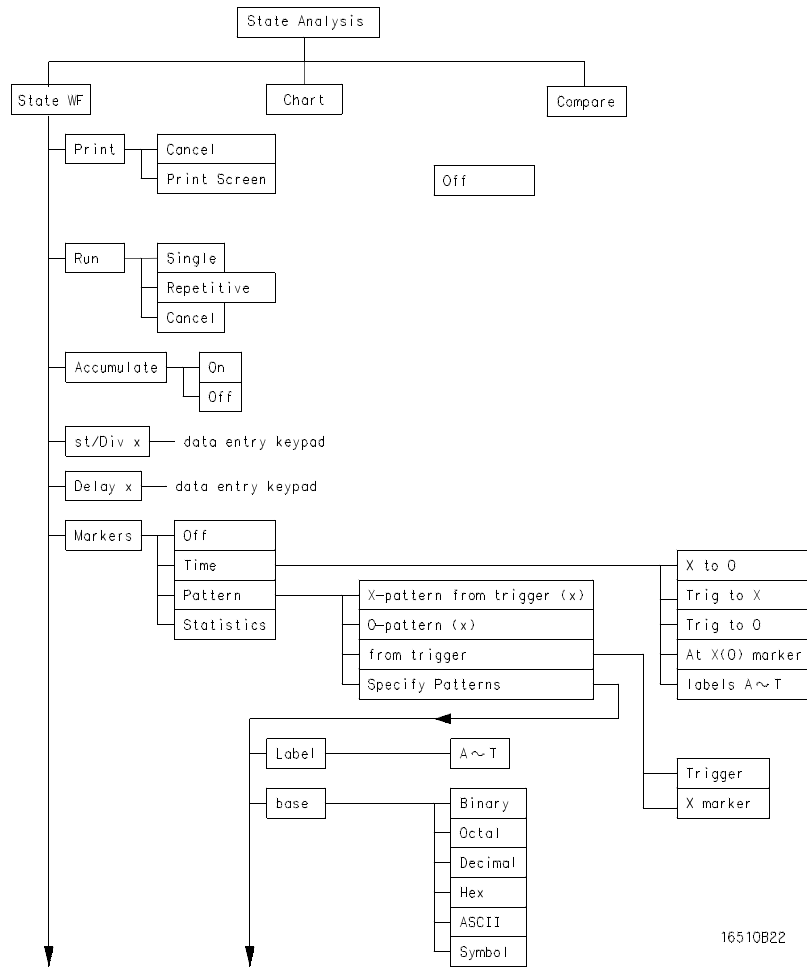 State Analysis
State WF
Chart
Compare
Print
Cancel
Print Screen
Off
Run
Single
Repetitive
Cancel
Accumulate
On
Off
st/Div x
data entry keypad
Delay x
data entry keypad
Markers
Off
Time
Pattern
Statistics
X to O
Trig to X
Trig to O
At X(O) marker
labels A~T
X-pattern from trigger (x)
O-pattern (x)
from trigger
Specify Patterns
Trigger
X marker
Label
A~T
base
Binary
Octal
Decimal
Hex
ASCII
Symbol
16510B22